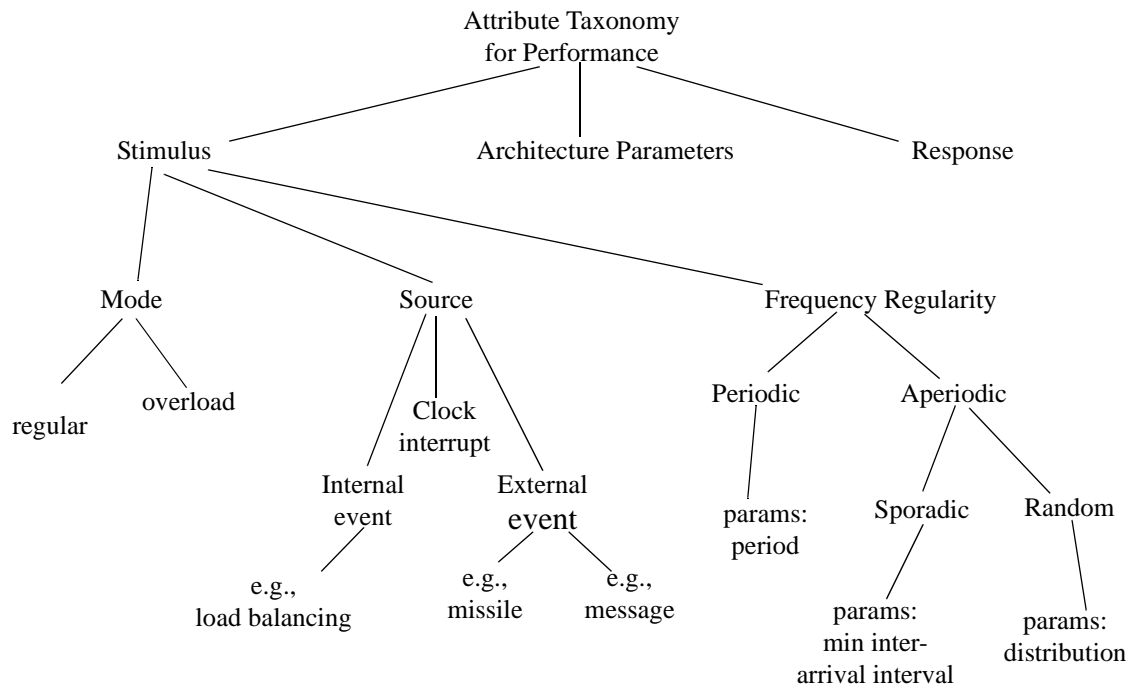 Attribute Taxonomy
for Performance
Stimulus
Architecture Parameters
Response
Mode
Source
Frequency Regularity
regular
overload
Clock
interrupt
Periodic
Aperiodic
Internal
event
External
event
params:
period
Sporadic
Random
e.g.,
load balancing
e.g.,
missile
e.g.,
message
params:
min inter-
arrival interval
params:
distribution